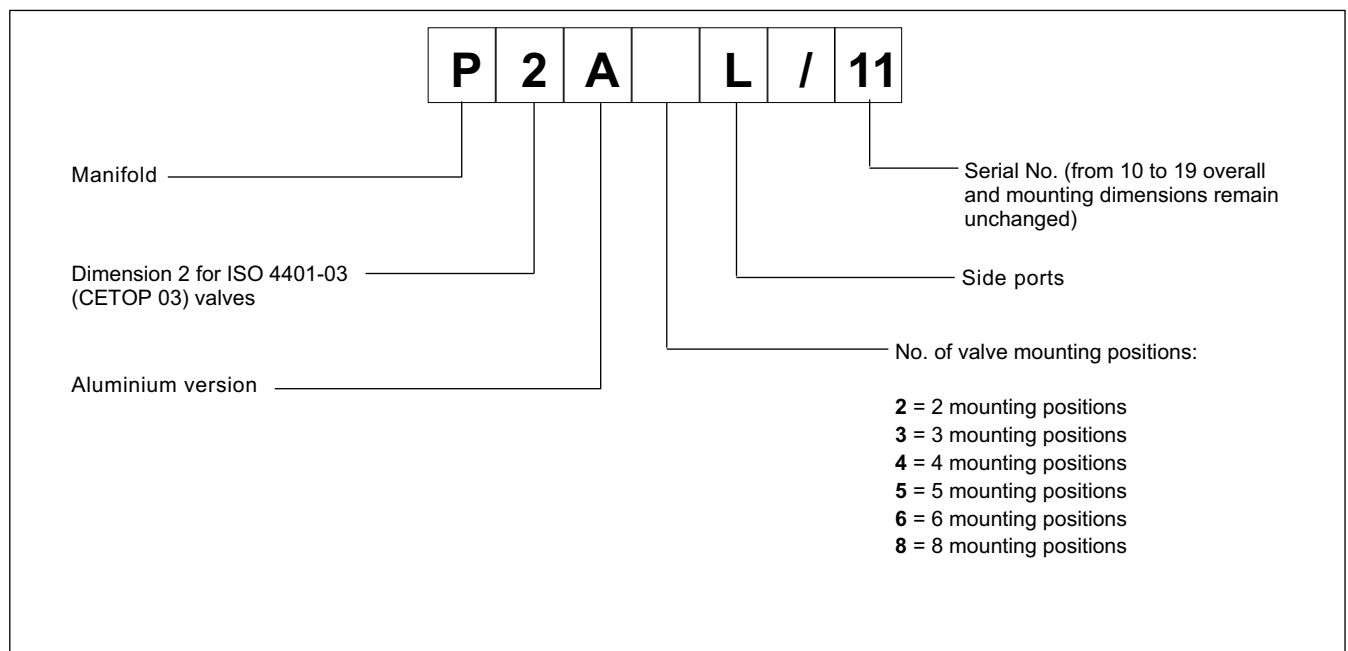 P 2 A L / 11
Manifold
Serial No. (from 10 to 19 overall
and mounting dimensions remain
unchanged)
Dimension 2 for ISO 4401-03
(CETOP 03) valves
Side ports
No. of valve mounting positions:
Aluminium version
2 = 2 mounting positions
3 = 3 mounting positions
4 = 4 mounting positions
5 = 5 mounting positions
6 = 6 mounting positions
8 = 8 mounting positions